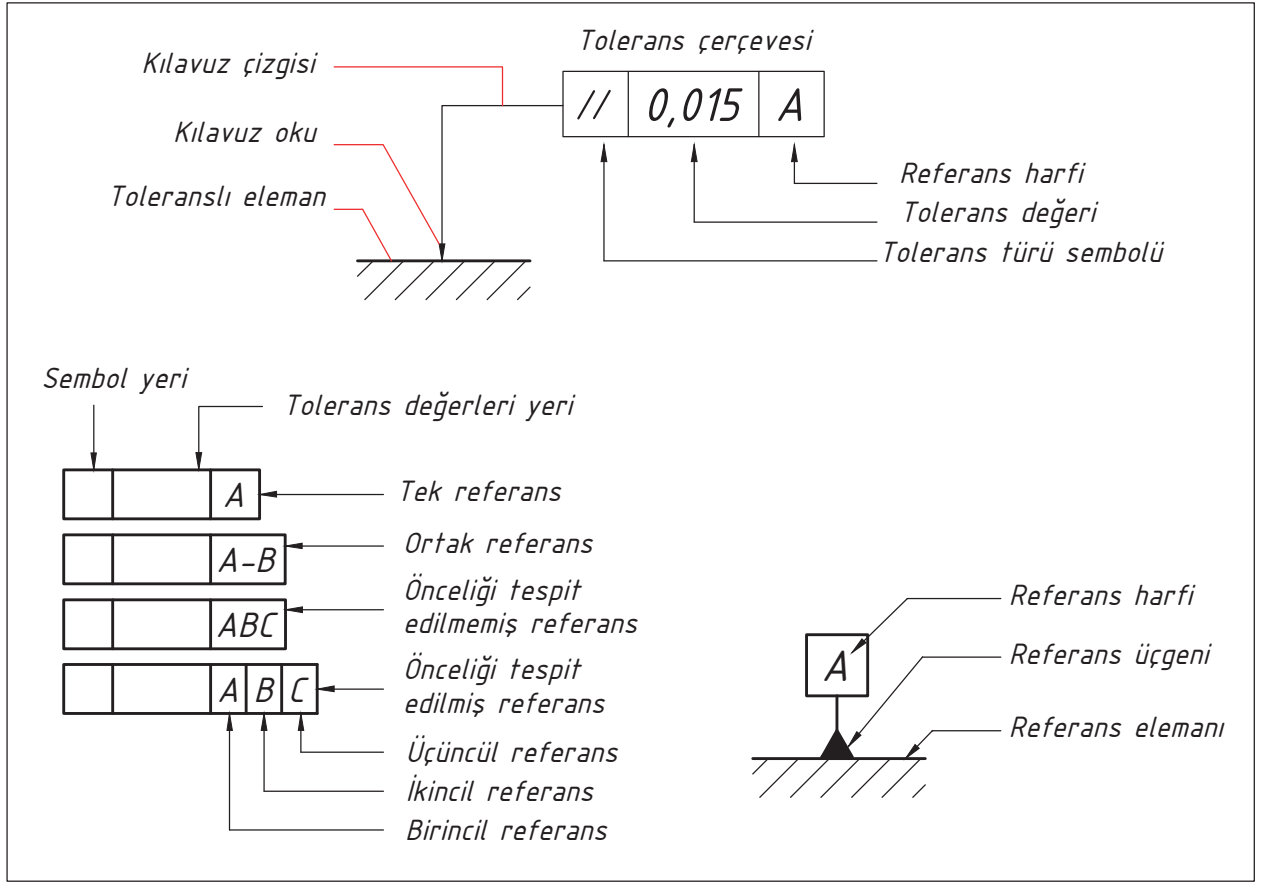 Tolerans çerçevesi
Kılavuz çizgisi
// 0,015 A
Kılavuz oku
Referans harfi
Toleranslı eleman
Tolerans değeri
Tolerans türü sembolü
Sembol yeri
Tolerans değerleri yeri
A
Tek referans
A-B
Ortak referans
ABC
Önceliği tespit
edilmemiş referans
A B C
Önceliği tespit
edilmiş referans
Üçüncül referans
İkincil referans
Birincil referans
Referans harfi
A
Referans üçgeni
Referans elemanı